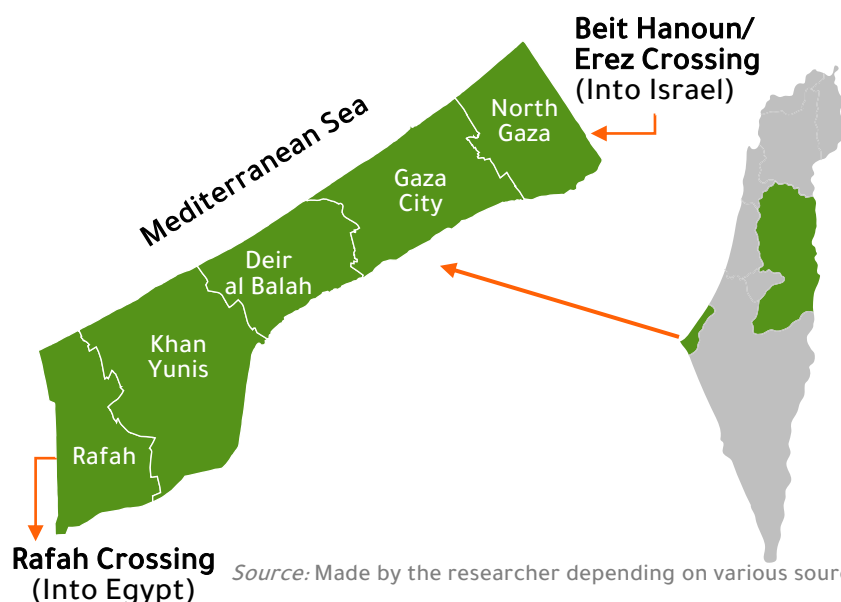 Beit Hanoun/
Erez Crossing
(Into Israel)
Mediterranean Sea
North
Gaza
Gaza
City
Deir
al Balah
Khan
Yunis
Rafah
Rafah Crossing
(Into Egypt)
Source: Made by the researcher depending on various